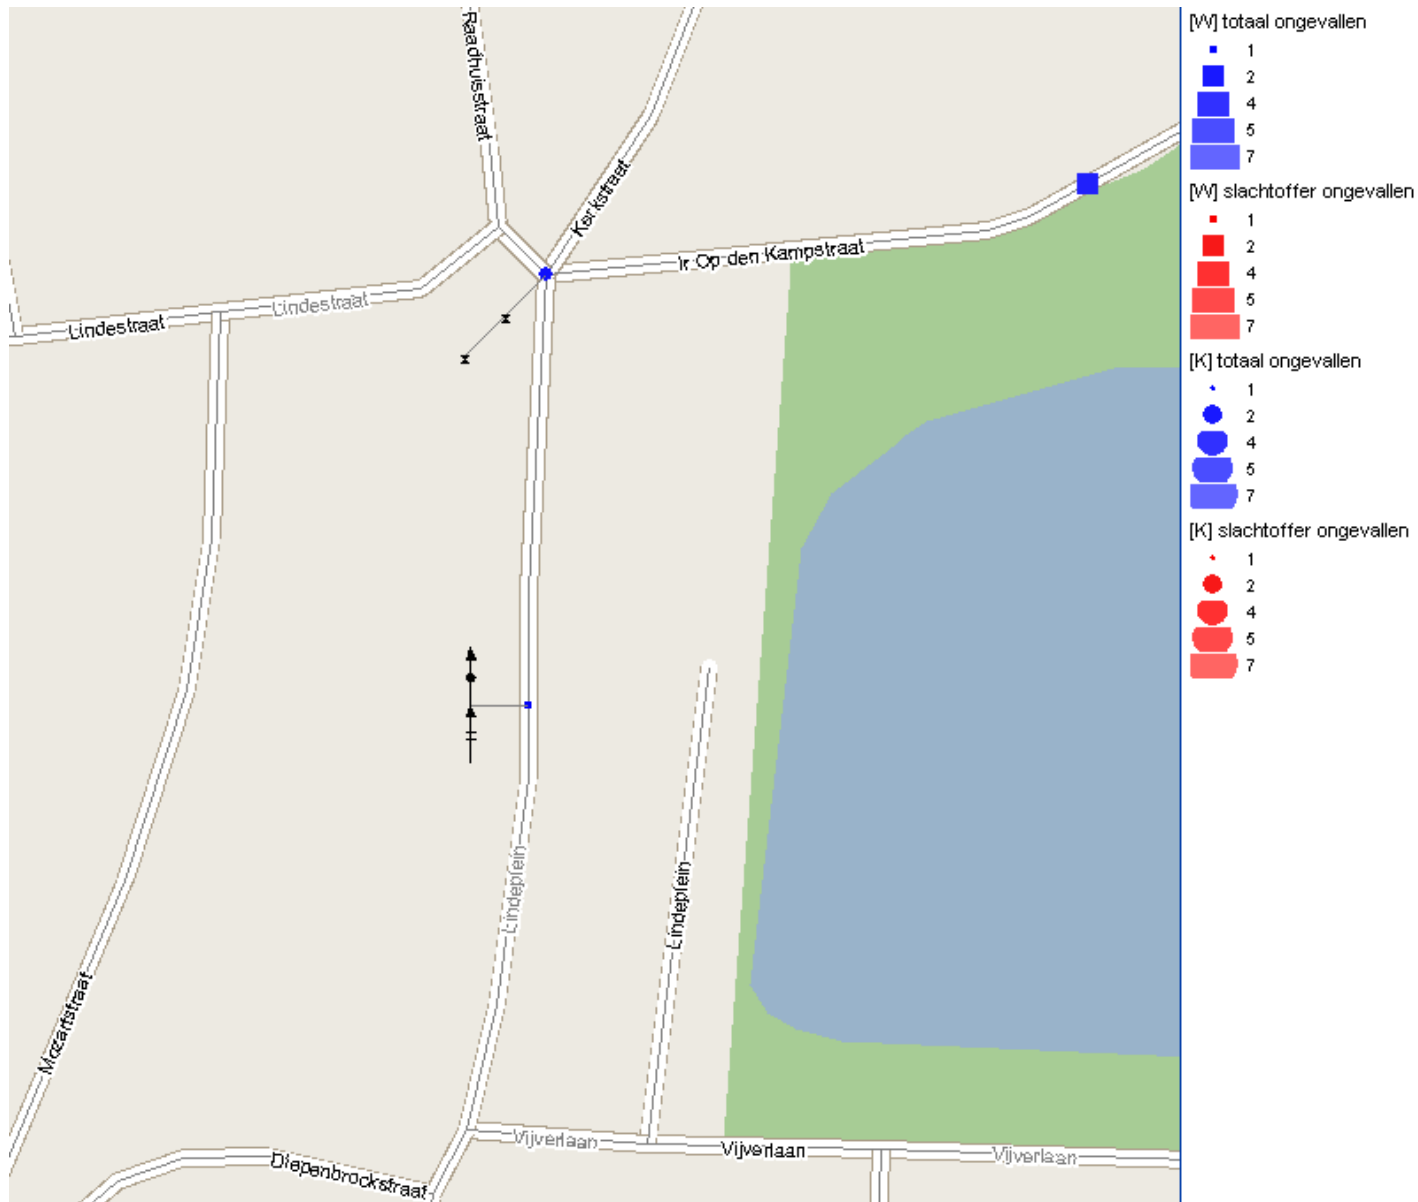 Raadhuisstraat
Kerkstraat
Ir Op den Kampstraat
Lindestraat
Lindestraat
Lindeplein
Lindeplein
Mozartstraat
Diepenbrockstraat
Vijverlaan
Vijverlaan
Vijverlaan
[W] totaal ongevallen
1
2
4
5
7
[W] slachtoffer ongevallen
1
2
4
5
7
[K] totaal ongevallen
1
2
4
5
7
[K] slachtoffer ongevallen
1
2
4
5
7